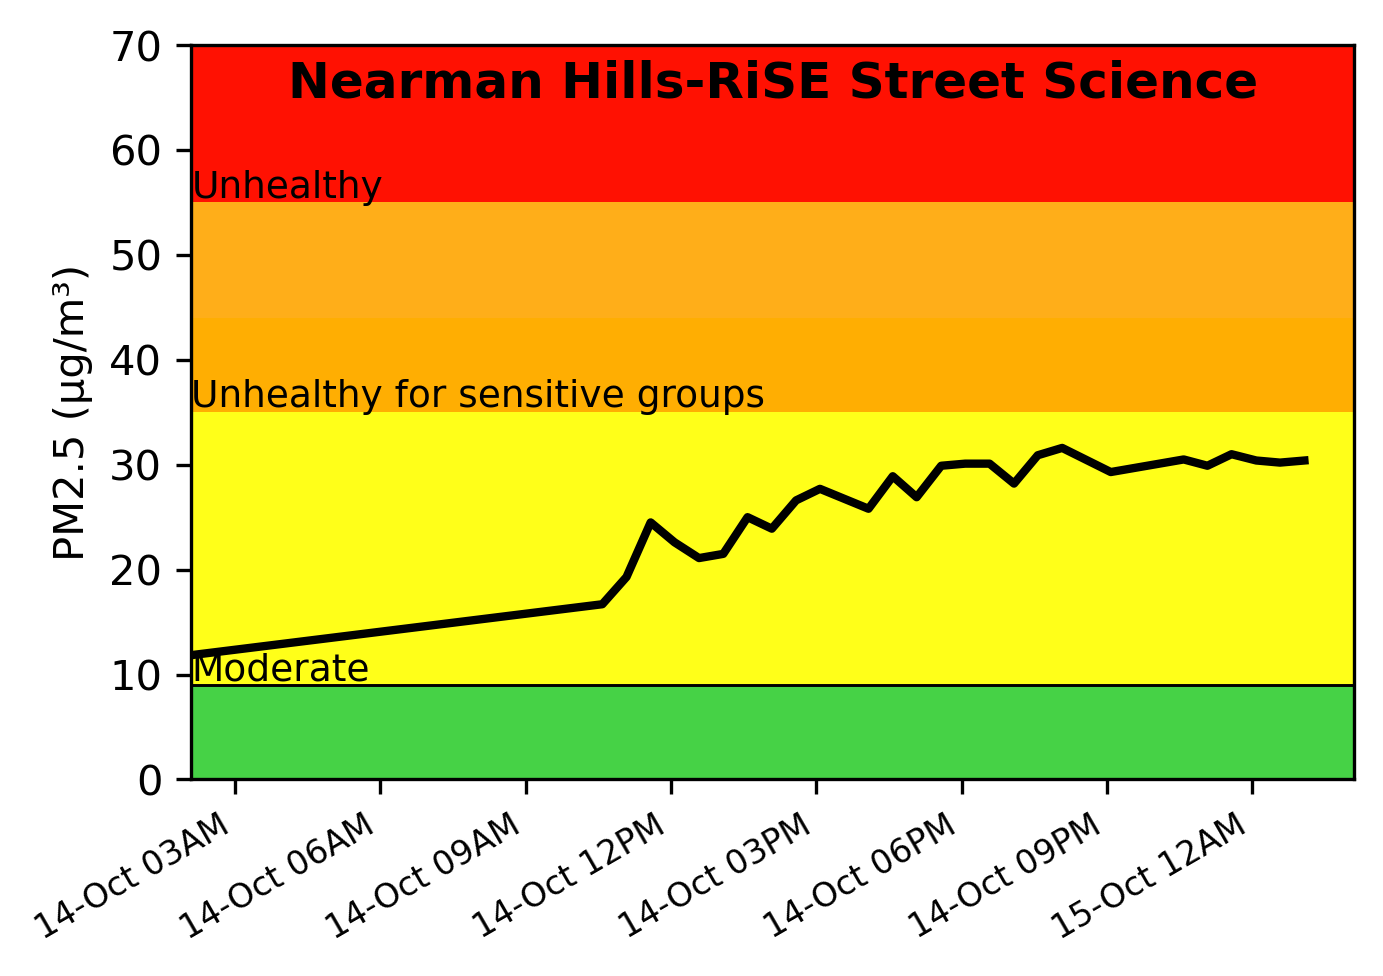 Nearman Hills-RiSE Street Science
70
60
50
40
30
20
10
0
PM2.5 (µg/m³)
Unhealthy
Unhealthy for sensitive groups
Moderate
14-Oct 03AM
14-Oct 06AM
14-Oct 09AM
14-Oct 12PM
14-Oct 03PM
14-Oct 06PM
14-Oct 09PM
15-Oct 12AM